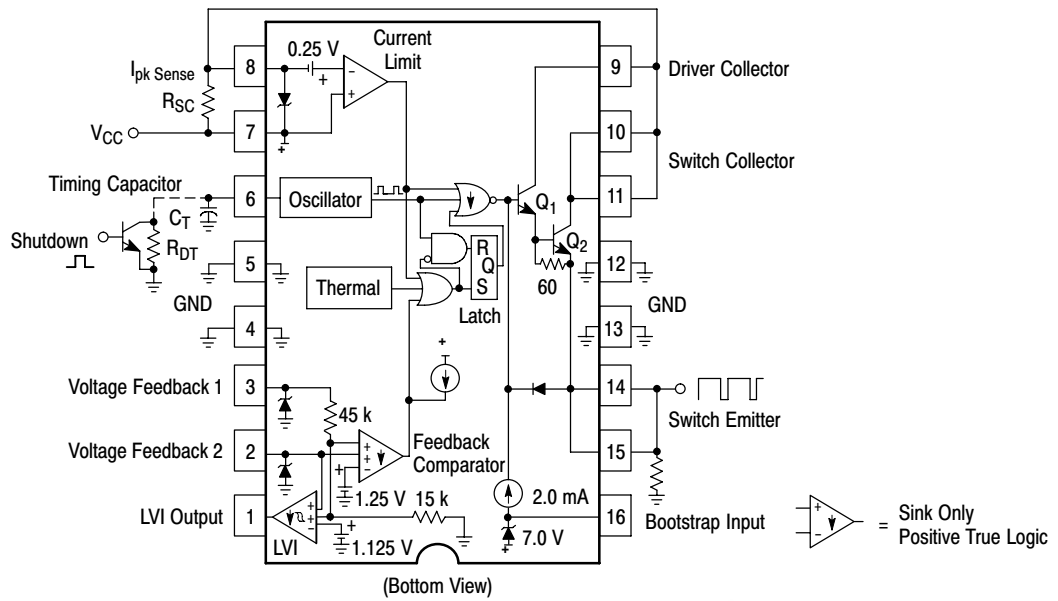 0.25 V
Current
Limit
Ipk Sense
8
9
Driver Collector
RSC
VCC
7
10
Switch Collector
Timing Capacitor
6
Oscillator
11
Q1
CT
Shutdown
RDT
5
R
Q
S
Q2
12
60
GND
Thermal
Latch
GND
4
13
Voltage Feedback 1
3
14
45 k
Switch Emitter
Voltage Feedback 2
2
Feedback
Comparator
15
1.25 V
15 k
2.0 mA
LVI Output
1
16
Bootstrap Input
LVI
1.125 V
7.0 V
= Sink Only
Positive True Logic
(Bottom View)